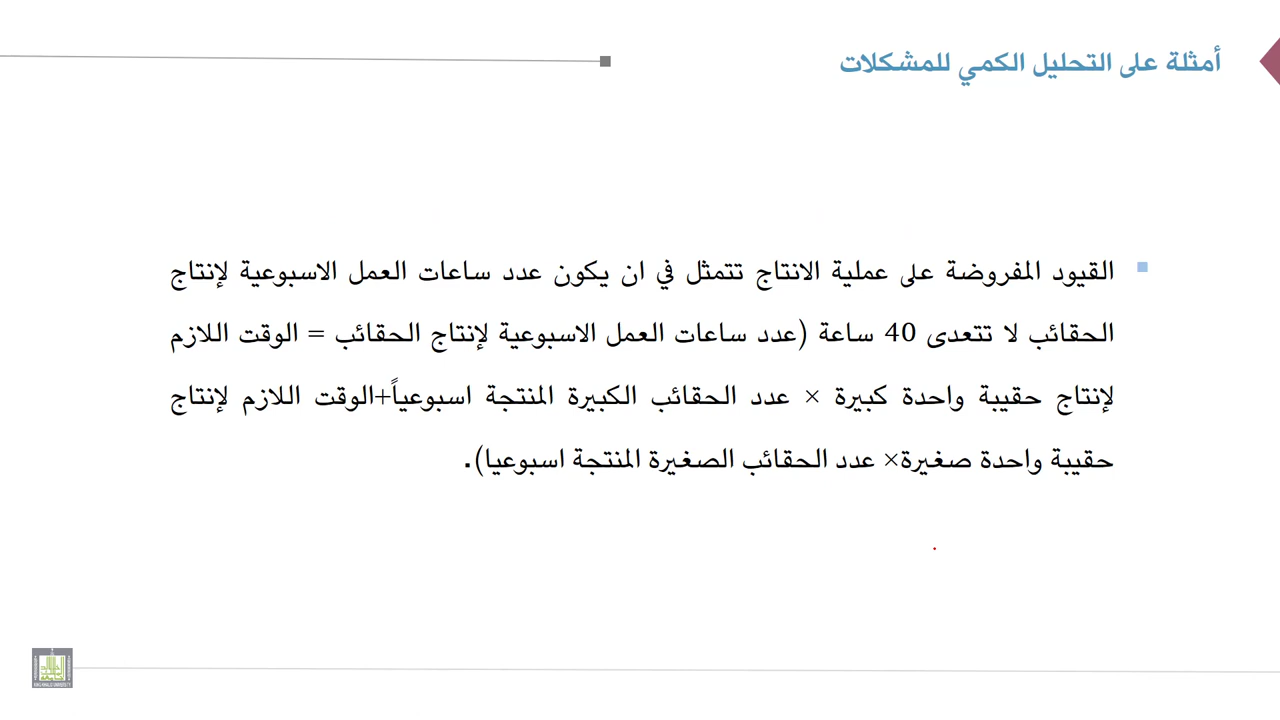 أمثلة على التحليل الكمي للمشكلات
القيود المفروضة على عملية الانتاج تتمثل في ان يكون عدد ساعات العمل الاسبوعية لإنتاج
الحقائب لا تتعدى 40 ساعة (عدد ساعات العمل الاسبوعية لإنتاج الحقائب = الوقت اللازم
لإنتاج حقيبة واحدة كبيرة × عدد الحقائب الكبيرة المنتجة اسبوعياً+الوقت اللازم لإنتاج
حقيبة واحدة صغيرة× عدد الحقائب الصغيرة المنتجة اسبوعيا).